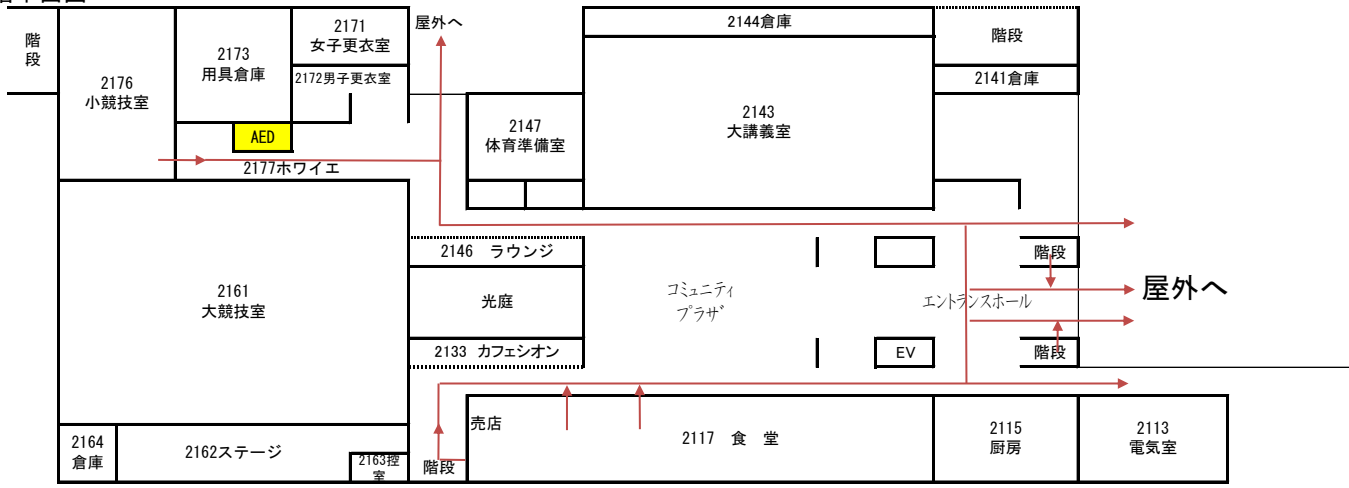 階
段
2176
小競技室
2173
用具倉庫
2171
女子更衣室
2172男子更衣室
屋外へ
AED
2177ホワイエ
2144倉庫
階段
2141倉庫
2147
体育準備室
2143
大講義室
2161
大競技室
2146 ラウンジ
光庭
2133 カフェシオン
コミュニティ
プラザ
エントランスホール
階段
屋外へ
EV
階段
2164
倉庫
2162ステージ
2163控
室
階段
売店
2117 食 堂
2115
厨房
2113
電気室